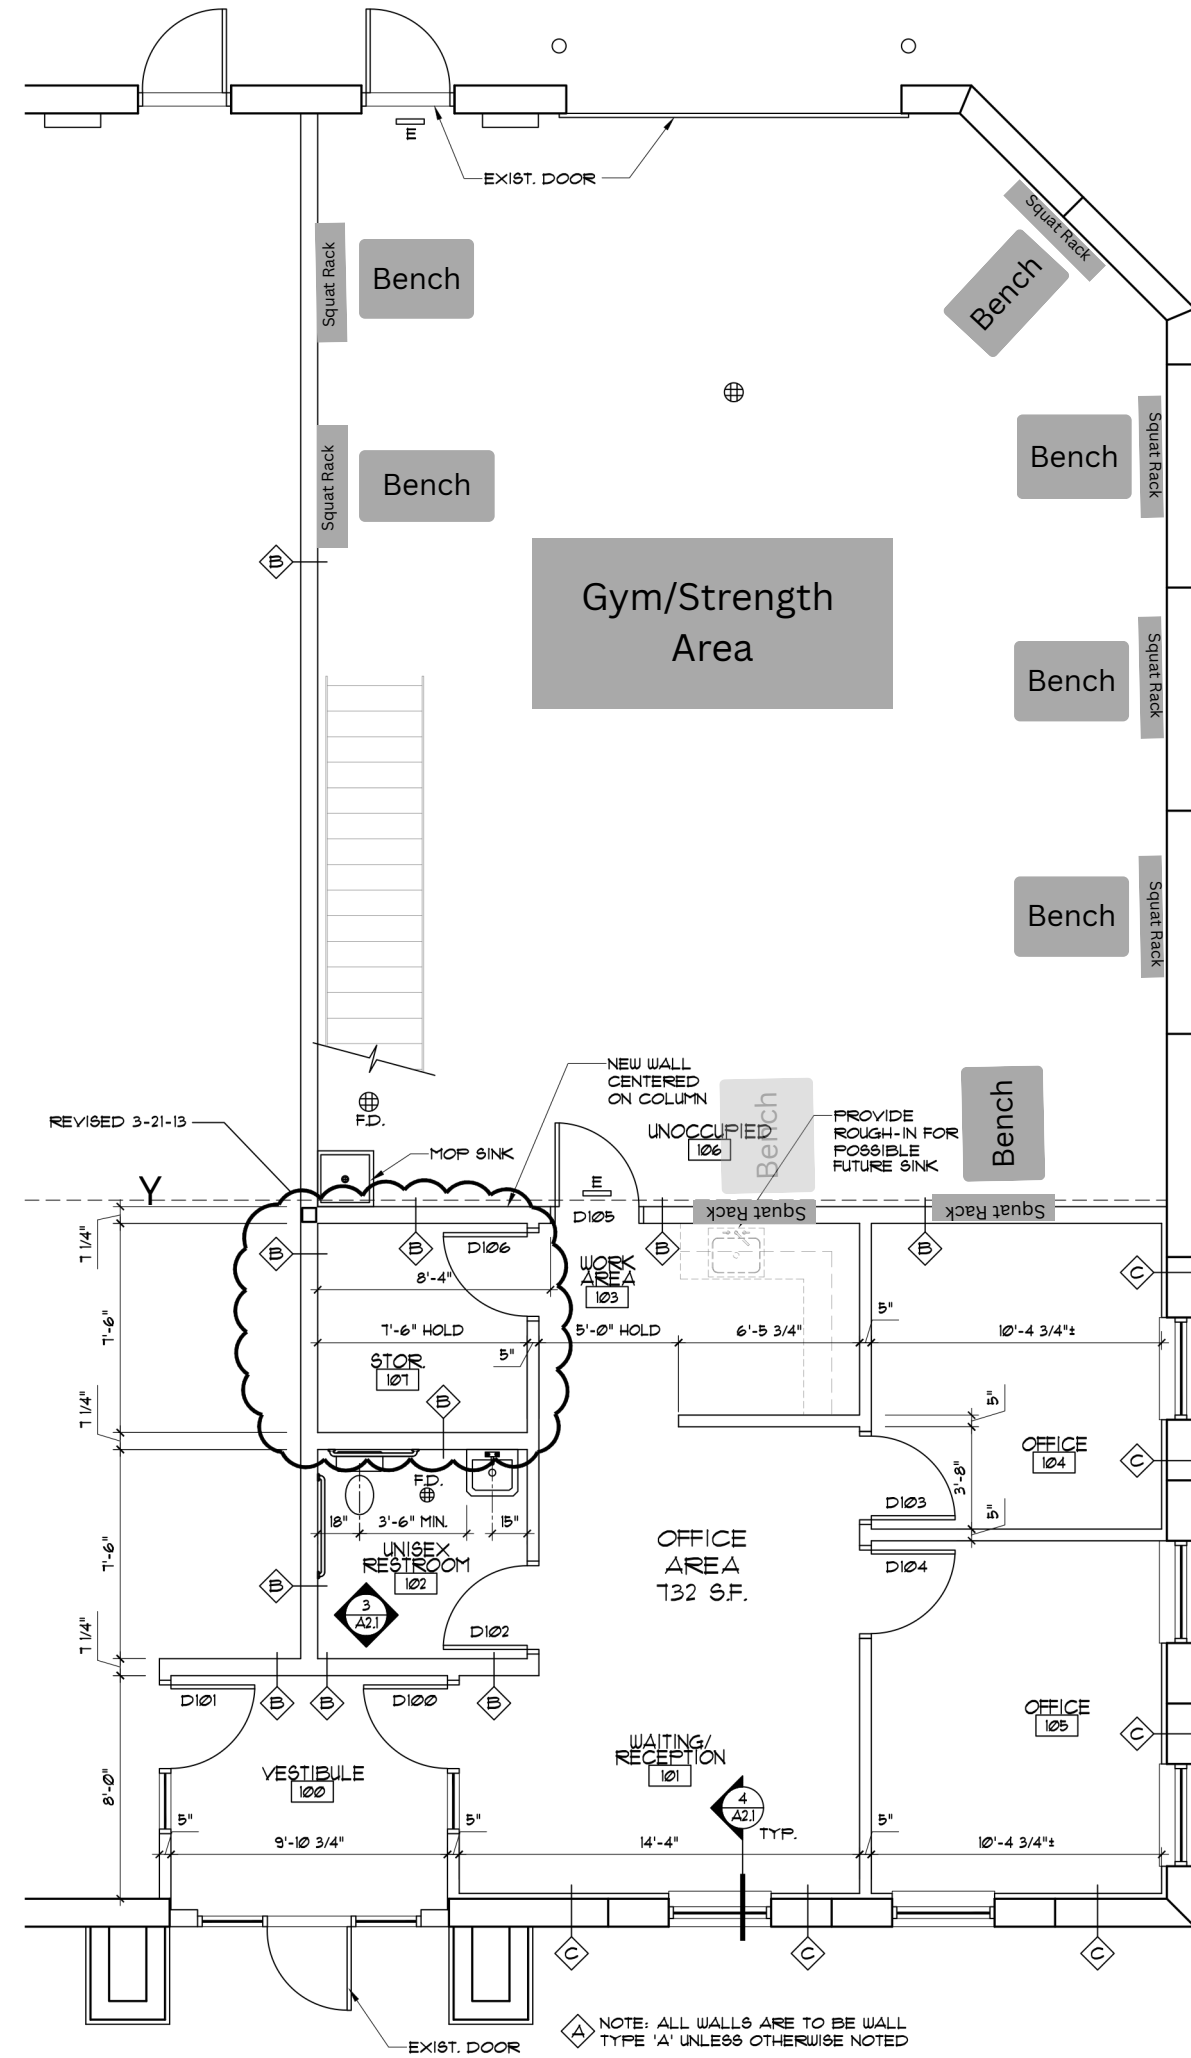 E
EXIST. DOOR
Squat Rack
Squat Rack
Bench
Bench
Squat Rack
Bench
Bench
Squat Rack
B
Gym/Strength
Area
Bench
Squat Rack
Bench
Squat Rack
NEW WALL
CENTERED
ON COLUMN
Bench
Bench
REVISED 3-21-13
F.D.
UNOCCUPIED
106
PROVIDE
ROUGH-IN FOR
POSSIBLE
FUTURE SINK
MOP SINK
Y
E
D105
Squat Rack
Squat Rack
7 1/4"
B
B
D106
B
B
8'-4"
WORK
AREA
103
C
7'-6"
7'-6" HOLD
5"
5'-0" HOLD
6'-5 3/4"
5"
10'-4 3/4"±
STOR.
107
7 1/4"
B
5"
OFFICE
104
C
F.D.
3'-8"
18"
3'-6" MIN.
15"
D103
5"
7'-6"
UNISEX
RESTROOM
102
OFFICE
AREA
732 S.F.
D104
B
3
A2.1
7 1/4"
D102
D101
B
B
D100
B
OFFICE
105
C
WAITING/
RECEPTION
101
VESTIBULE
100
8'-0"
4
A2.1
TYP.
5"
9'-10 3/4"
5"
14'-4"
5"
10'-4 3/4"±
C
C
C
A
NOTE: ALL WALLS ARE TO BE WALL
TYPE 'A' UNLESS OTHERWISE NOTED
EXIST. DOOR